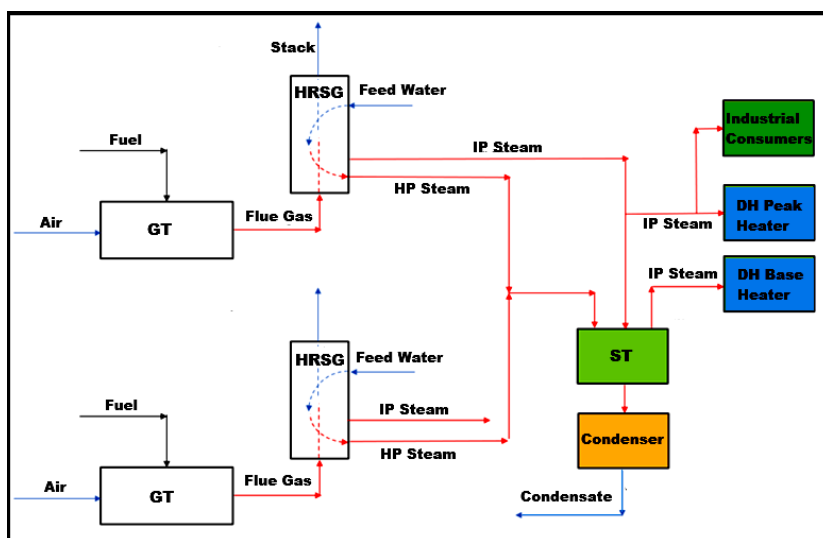 Stack
HRSG
Feed Water
Fuel
IP Steam
HP Steam
Industrial
Consumers
Air
GT
Flue Gas
DH Peak
Heater
IP Steam
IP Steam
DH Base
Heater
HRSG
Feed Water
ST
Fuel
IP Steam
HP Steam
Condenser
Air
GT
Flue Gas
Condensate